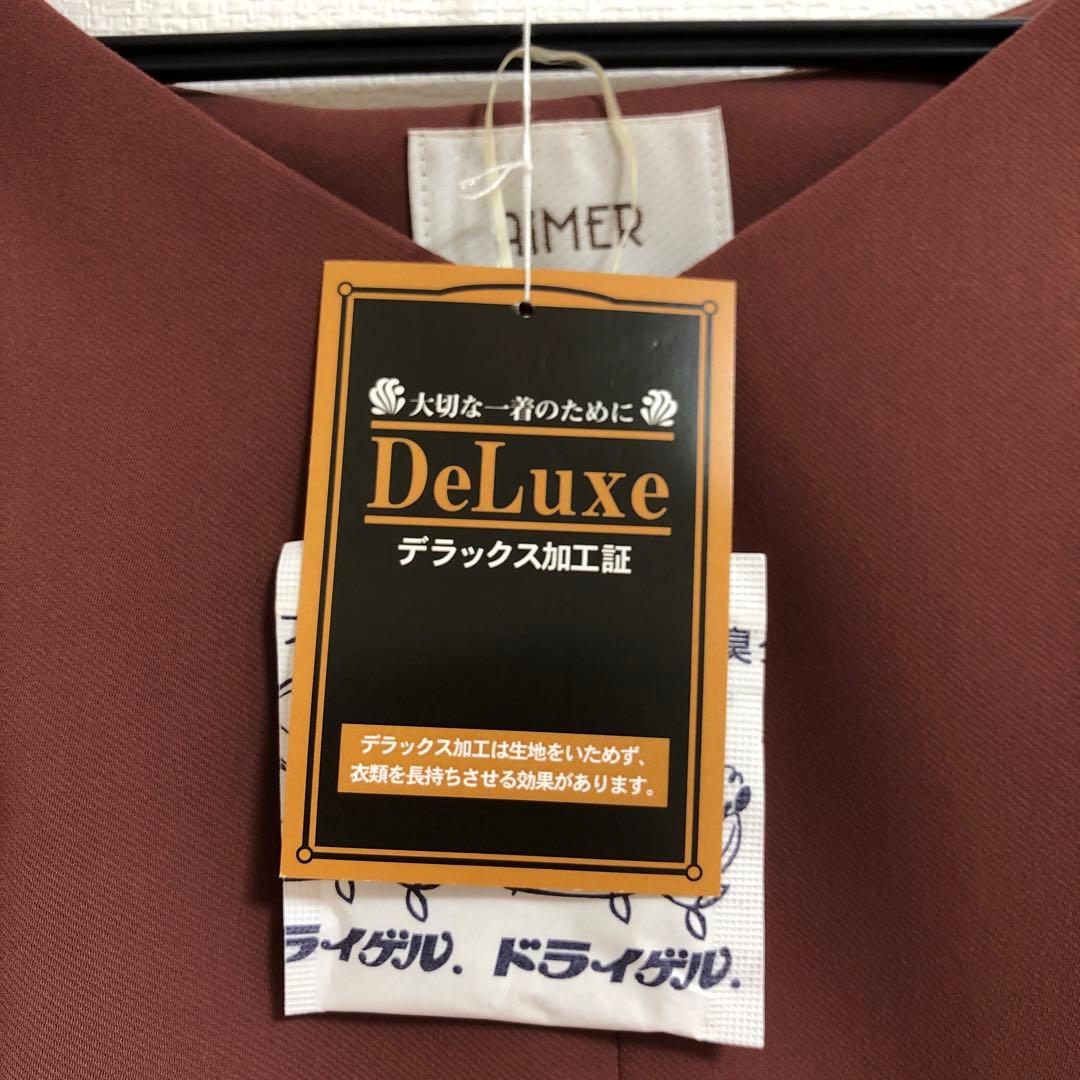 AiMER
大切な一着のために
DeLuxe
デラックス加工証
デラックス加工は生地をいためず、
衣類を長持ちさせる効果があります。
ライゲル. ドライゲル.